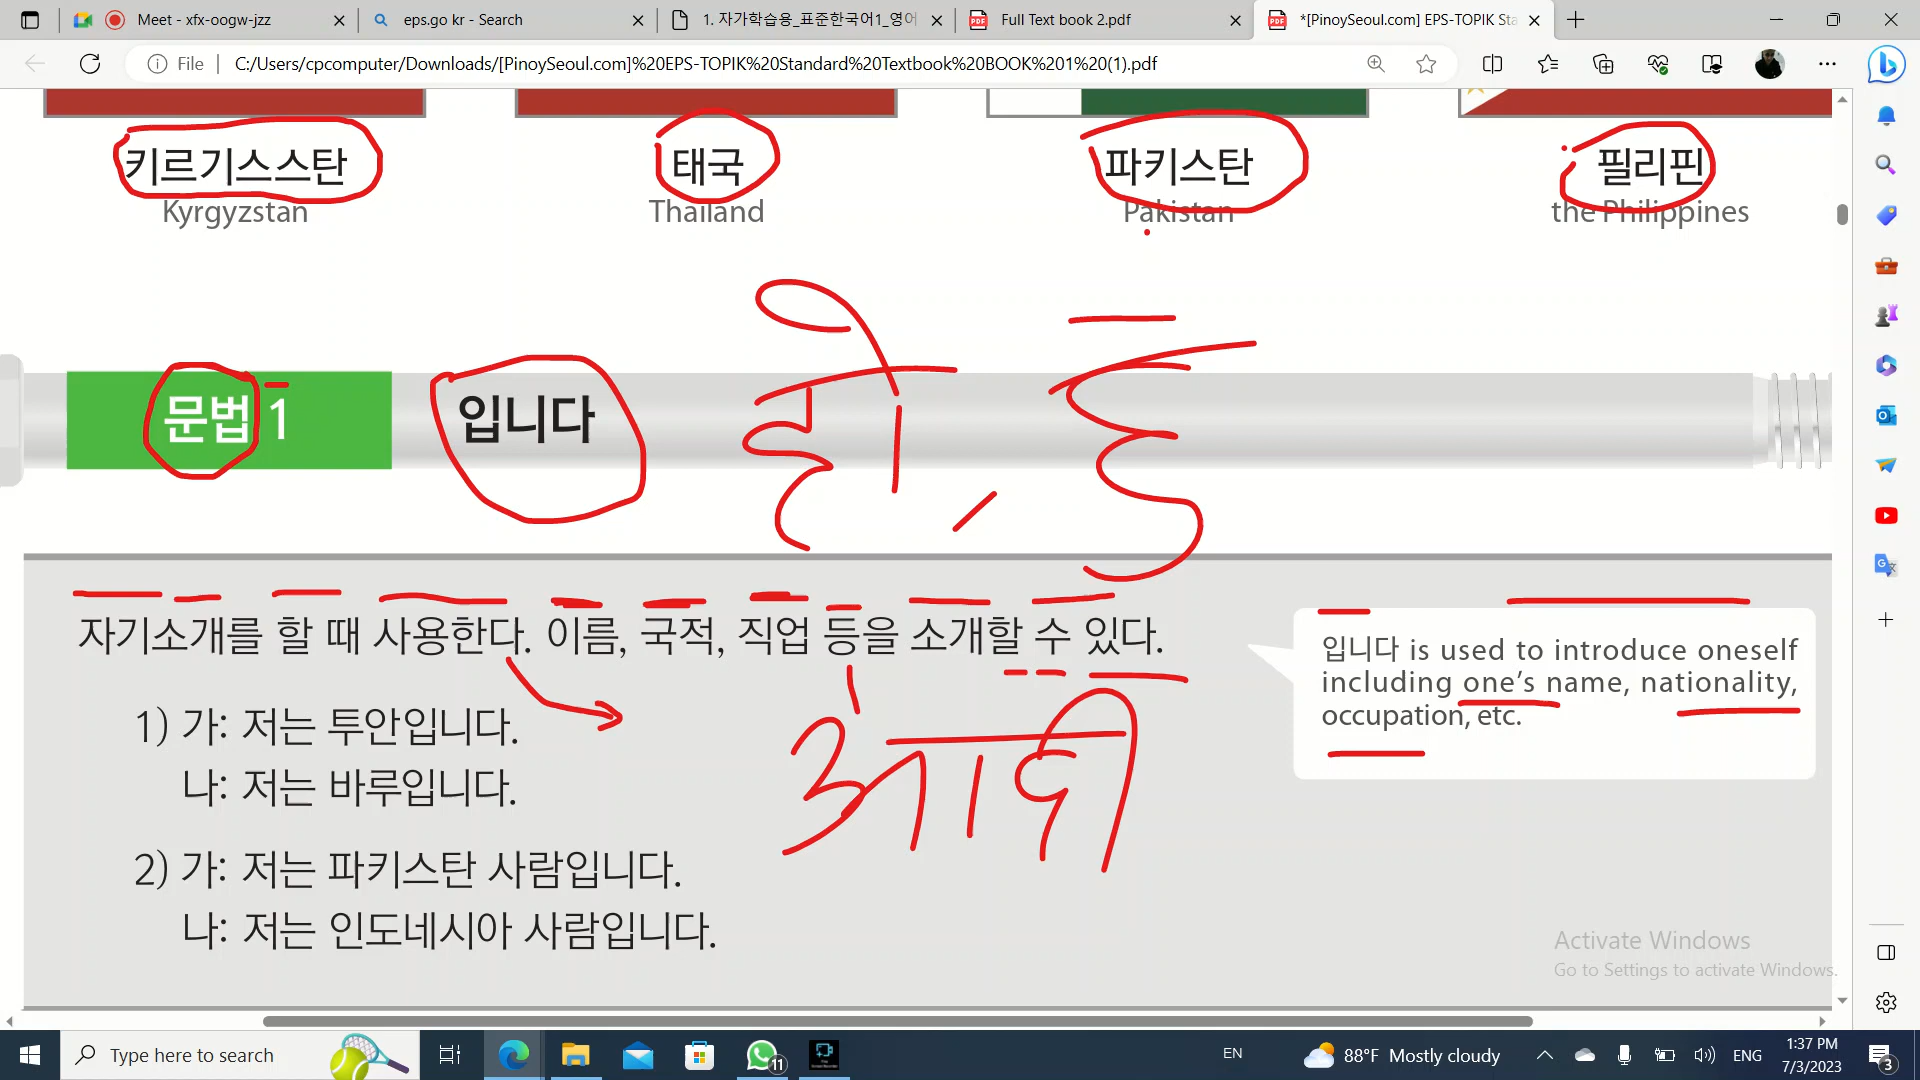 Meet - xfx-oogw-jzz
eps.go kr - Search
1. 자가학습용_표준한국어1_영어
Full Text book 2.pdf
*[PinoySeoul.com] EPS-TOPIK Sta
File
C:/Users/cpcomputer/Downloads/[PinoySeoul.com]%20EPS-TOPIK%20Standard%20Textbook%20BOOK%201%20(1).pdf
키르기스스탄 태국 파키스탄 필리핀
Kyrgyzstan Thailand Pakistan the Philippines
문법 1 입니다
हो, हुँ
자기소개를 할 때 사용한다. 이름, 국적, 직업 등을 소개할 수 있다.
입니다 is used to introduce oneself
including one's name, nationality,
occupation, etc.
1) 가: 저는 투안입니다.
나: 저는 바루입니다.
आदी
2) 가: 저는 파키스탄 사람입니다.
나: 저는 인도네시아 사람입니다.
Activate Windows
Go to Settings to activate Windows.
Type here to search
11
EN
88°F Mostly cloudy
ENG
1:37 PM
7/3/2023
3